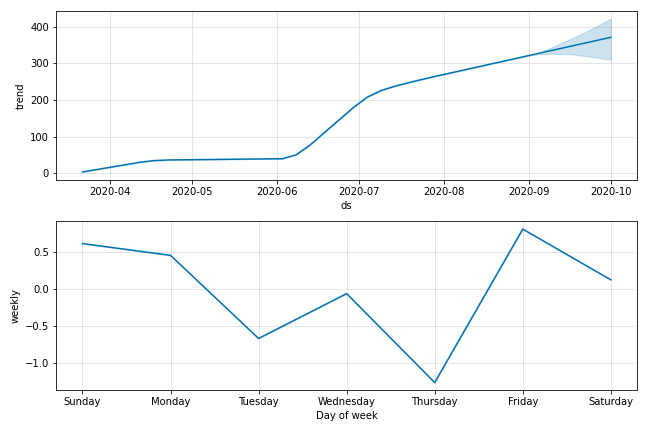 400
300
200
100
0
trend
2020-04 2020-05 2020-06 2020-07 2020-08 2020-09 2020-10
ds
0.5
0.0
−0.5
−1.0
weekly
Sunday Monday Tuesday Wednesday Thursday Friday Saturday
Day of week